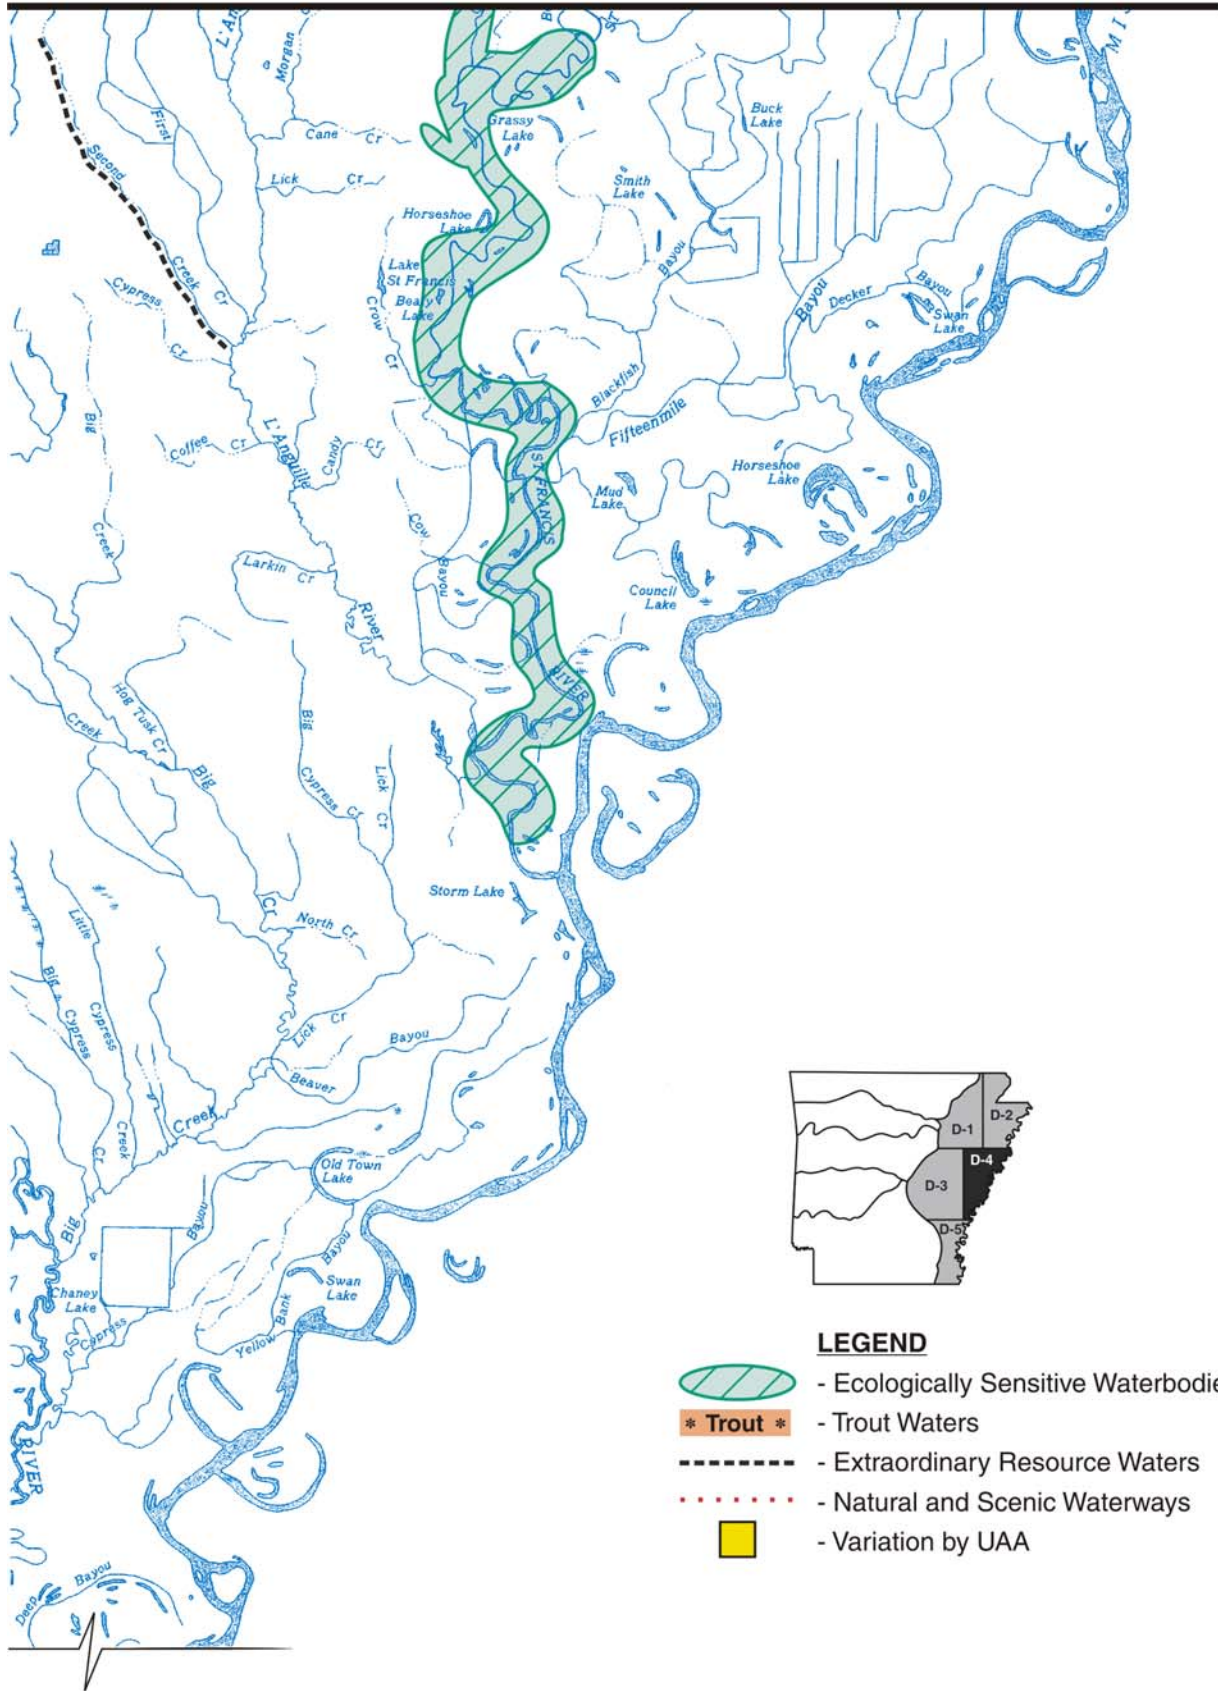 L'An
Morgan
B
ST
MIS
First
Cane Cr
Grassy
Lake
Buck
Lake
Second
Lick Cr
Smith
Lake
Horseshoe
Lake
Bayou
Creek
Cr
Lake
St Francis
Bealy
Lake
Cypress
Cr
Crow
Cr
Bayou
Decker
Bayou
Swan
Lake
Blackfish
Fifteenmile
Big
Creek
Coffee Cr
L'Anguille
Candy Cr
ST FRANCIS
Horseshoe
Lake
Mud
Lake
Cow
Bayou
Larkin Cr
River
Council
Lake
RIVER
Hog Tusk Cr
Creek
Big
Big
Cypress Cr
Lick
Cr
Storm Lake
Cr
North Cr
Little
Cypress
Creek
Big
Cypress
Cr
Lick Cr
Bayou
Beaver
Creek
Old Town
Lake
Big
Bayou
Bayou
Swan
Lake
Bank
Yellow
Chaney
Lake
Cypress
RIVER
Deep Bayou
D-1
D-2
D-4
D-3
D-5
LEGEND
- Ecologically Sensitive Waterbodie
* Trout * - Trout Waters
- Extraordinary Resource Waters
- Natural and Scenic Waterways
- Variation by UAA